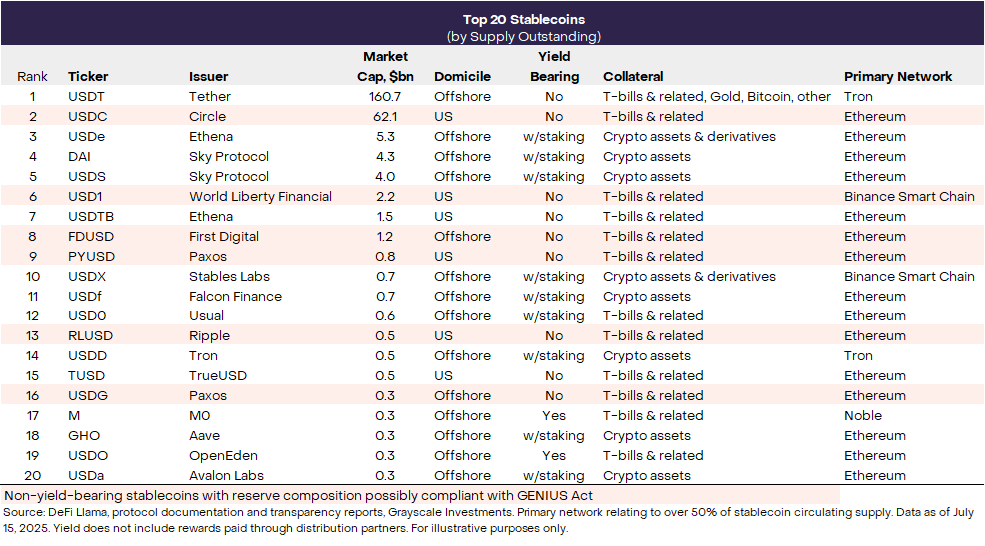 Top 20 Stablecoins
(by Supply Outstanding)
Market Yield
Rank Ticker Issuer Cap, $bn Domicile Bearing Collateral Primary Network
1 USDT Tether 160.7 Offshore No T-bills & related, Gold, Bitcoin, other Tron
2 USDC Circle 62.1 US No T-bills & related Ethereum
3 USDe Ethena 5.3 Offshore w/staking Crypto assets & derivatives Ethereum
4 DAI Sky Protocol 4.3 Offshore w/staking Crypto assets Ethereum
5 USDS Sky Protocol 4.0 Offshore w/staking Crypto assets Ethereum
6 USD1 World Liberty Financial 2.2 US No T-bills & related Binance Smart Chain
7 USDTB Ethena 1.5 US No T-bills & related Ethereum
8 FDUSD First Digital 1.2 Offshore No T-bills & related Ethereum
9 PYUSD Paxos 0.8 US No T-bills & related Ethereum
10 USDX Stables Labs 0.7 Offshore w/staking Crypto assets & derivatives Binance Smart Chain
11 USDf Falcon Finance 0.7 Offshore w/staking Crypto assets Ethereum
12 USD0 Usual 0.6 Offshore w/staking T-bills & related Ethereum
13 RLUSD Ripple 0.5 US No T-bills & related Ethereum
14 USDD Tron 0.5 Offshore w/staking Crypto assets Tron
15 TUSD TrueUSD 0.5 US No T-bills & related Ethereum
16 USDG Paxos 0.3 Offshore No T-bills & related Ethereum
17 M M0 0.3 Offshore Yes T-bills & related Noble
18 GHO Aave 0.3 Offshore w/staking Crypto assets Ethereum
19 USDO OpenEden 0.3 Offshore Yes T-bills & related Ethereum
20 USDa Avalon Labs 0.3 Offshore w/staking Crypto assets Ethereum
Non-yield-bearing stablecoins with reserve composition possibly compliant with GENIUS Act
Source: DeFi Llama, protocol documentation and transparency reports, Grayscale Investments. Primary network relating to over 50% of stablecoin circulating supply. Data as of July
15, 2025. Yield does not include rewards paid through distribution partners. For illustrative purposes only.